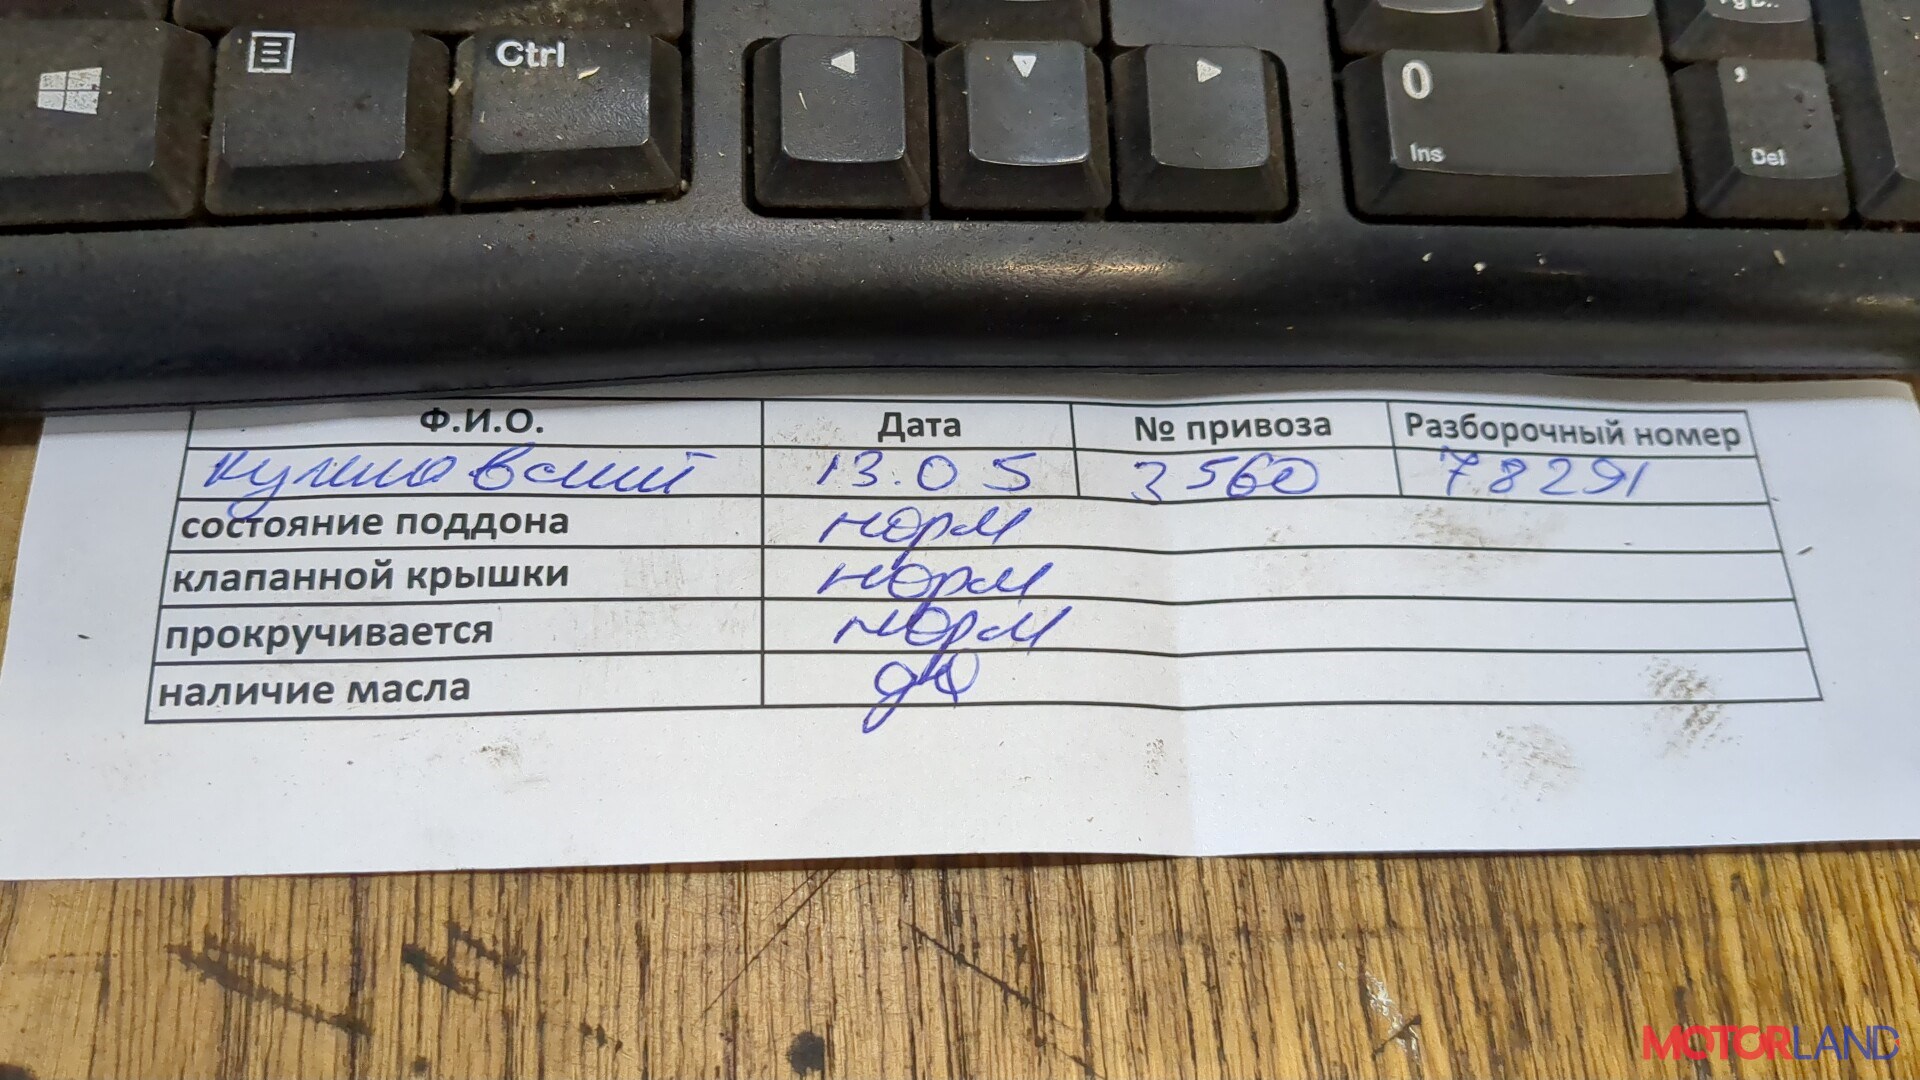 Ctrl
0
Ins
,
Del
Ф.И.О. Дата № привоза Разборочный номер
13.05 3560 78291
состояние поддона норм
клапанной крышки норм
прокручивается норм
наличие масла да
MOTORLAND